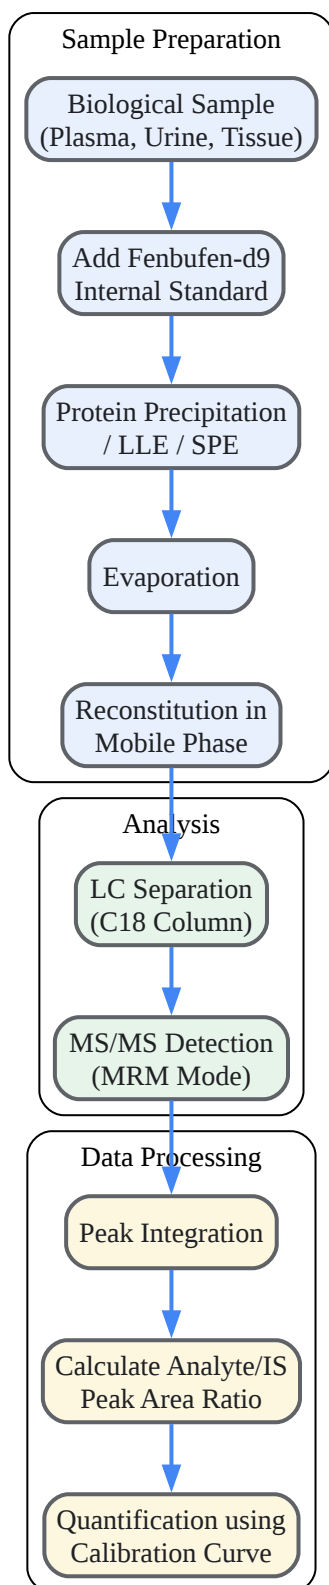 Sample Preparation
Biological Sample
(Plasma, Urine, Tissue)
Add Fenbufen-d9
Internal Standard
Protein Precipitation
/ LLE / SPE
Evaporation
Reconstitution in
Mobile Phase
Analysis
LC Separation
(C18 Column)
MS/MS Detection
(MRM Mode)
Data Processing
Peak Integration
Calculate Analyte/IS
Peak Area Ratio
Quantification using
Calibration Curve